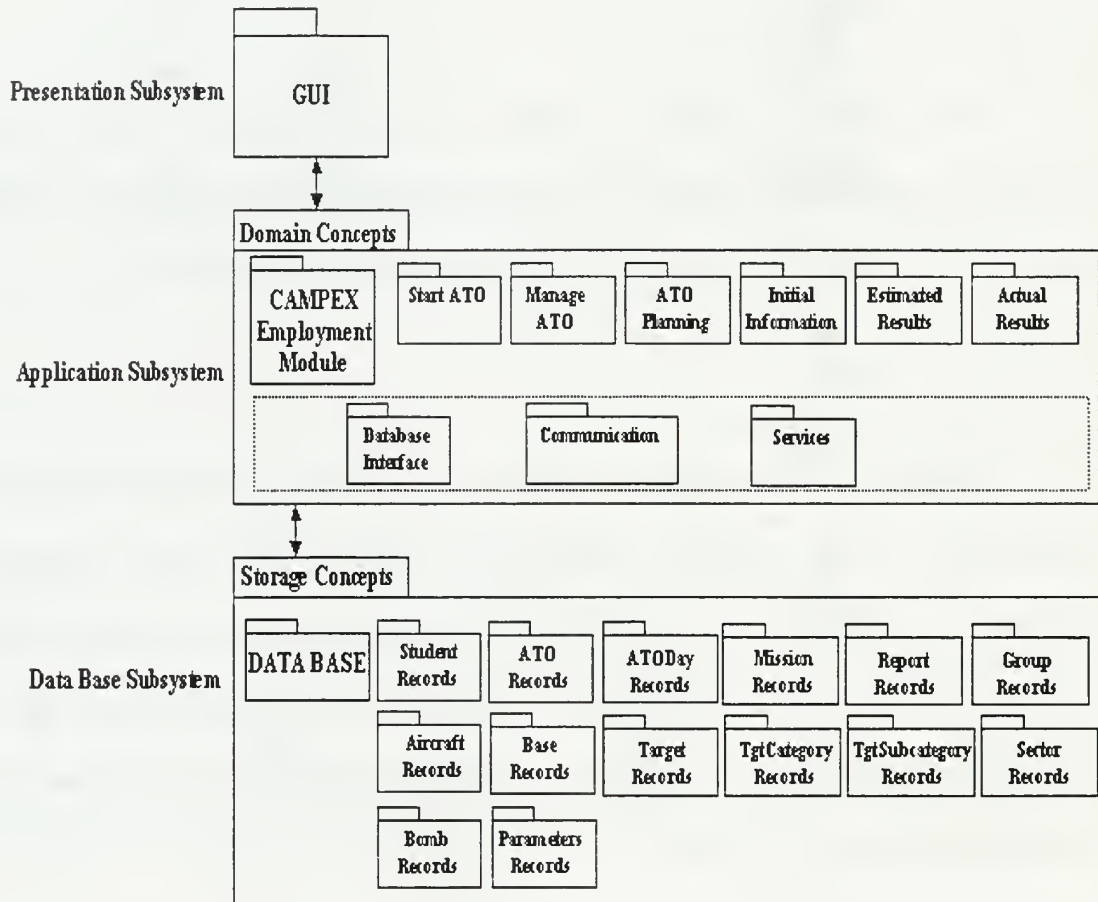 Presentation Subsystem
GUI
Domain Concepts
Application Subsystem
CAMPEX
Employment
Module
Start ATO
Manage
ATO
ATO
Planning
Initial
Information
Estimated
Results
Actual
Results
Database
Interface
Communication
Services
Storage Concepts
Data Base Subsystem
DATA BASE
Student
Records
ATO
Records
ATODay
Records
Mission
Records
Report
Records
Group
Records
Aircraft
Records
Base
Records
Target
Records
TgtCategory
Records
TgtSubcategory
Records
Sector
Records
Bomb
Records
Parameters
Records